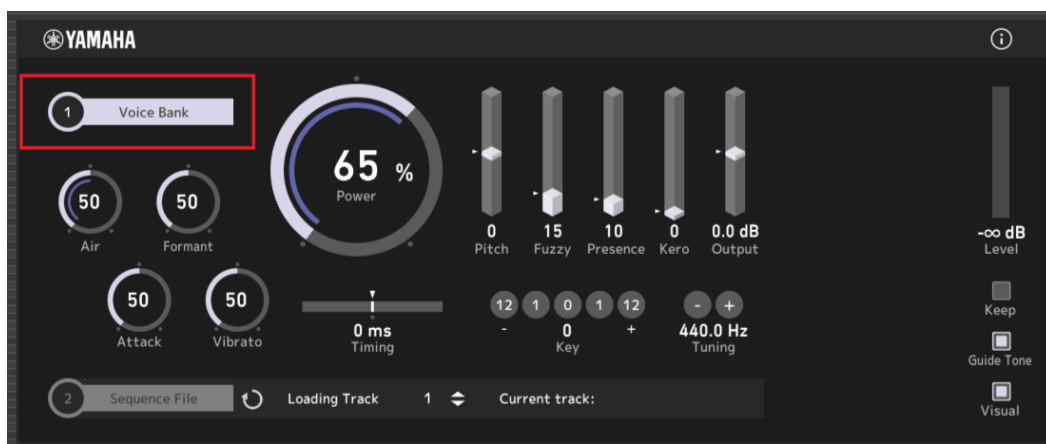 YAMAHA
i
1 Voice Bank
65 %
Power
50
Air
50
Formant
50
Attack
50
Vibrato
0
Pitch
15
Fuzzy
10
Presence
0
Kero
0.0 dB
Output
0 ms
Timing
12 1 0 1 12
- 0 +
Key
- +
440.0 Hz
Tuning
-∞ dB
Level
Keep
Guide Tone
Visual
2 Sequence File Loading Track 1 Current track: